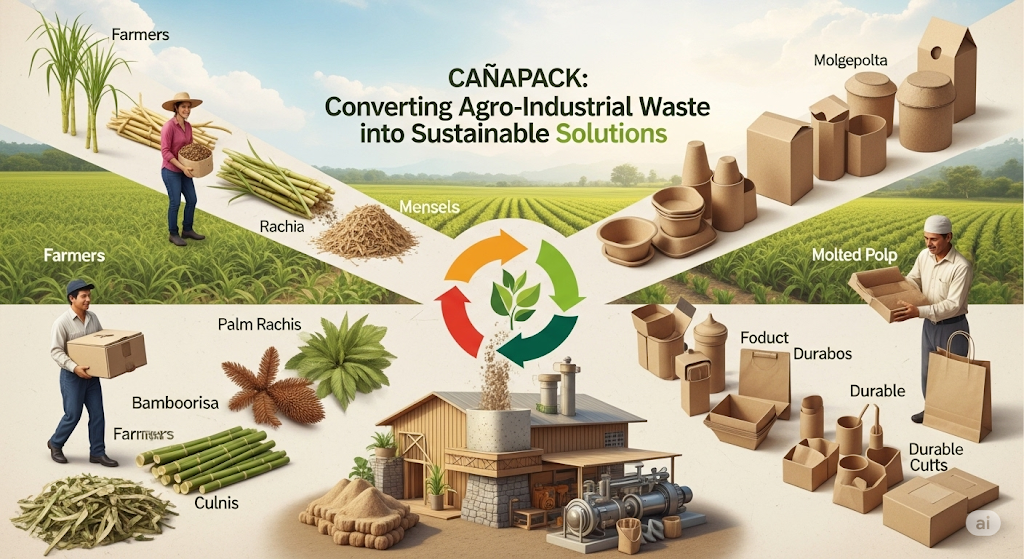 Farmers
CAÑAPACK:
Converting Agro-Industrial Waste
into Sustainable Solutions
Molgepolta
Rachia
Mensels
Farmers
Molted Polp
Palm Rachis
Foduct
Durabos
Bamboorisa
Durable
Culnis
Durable
Cutts
ai